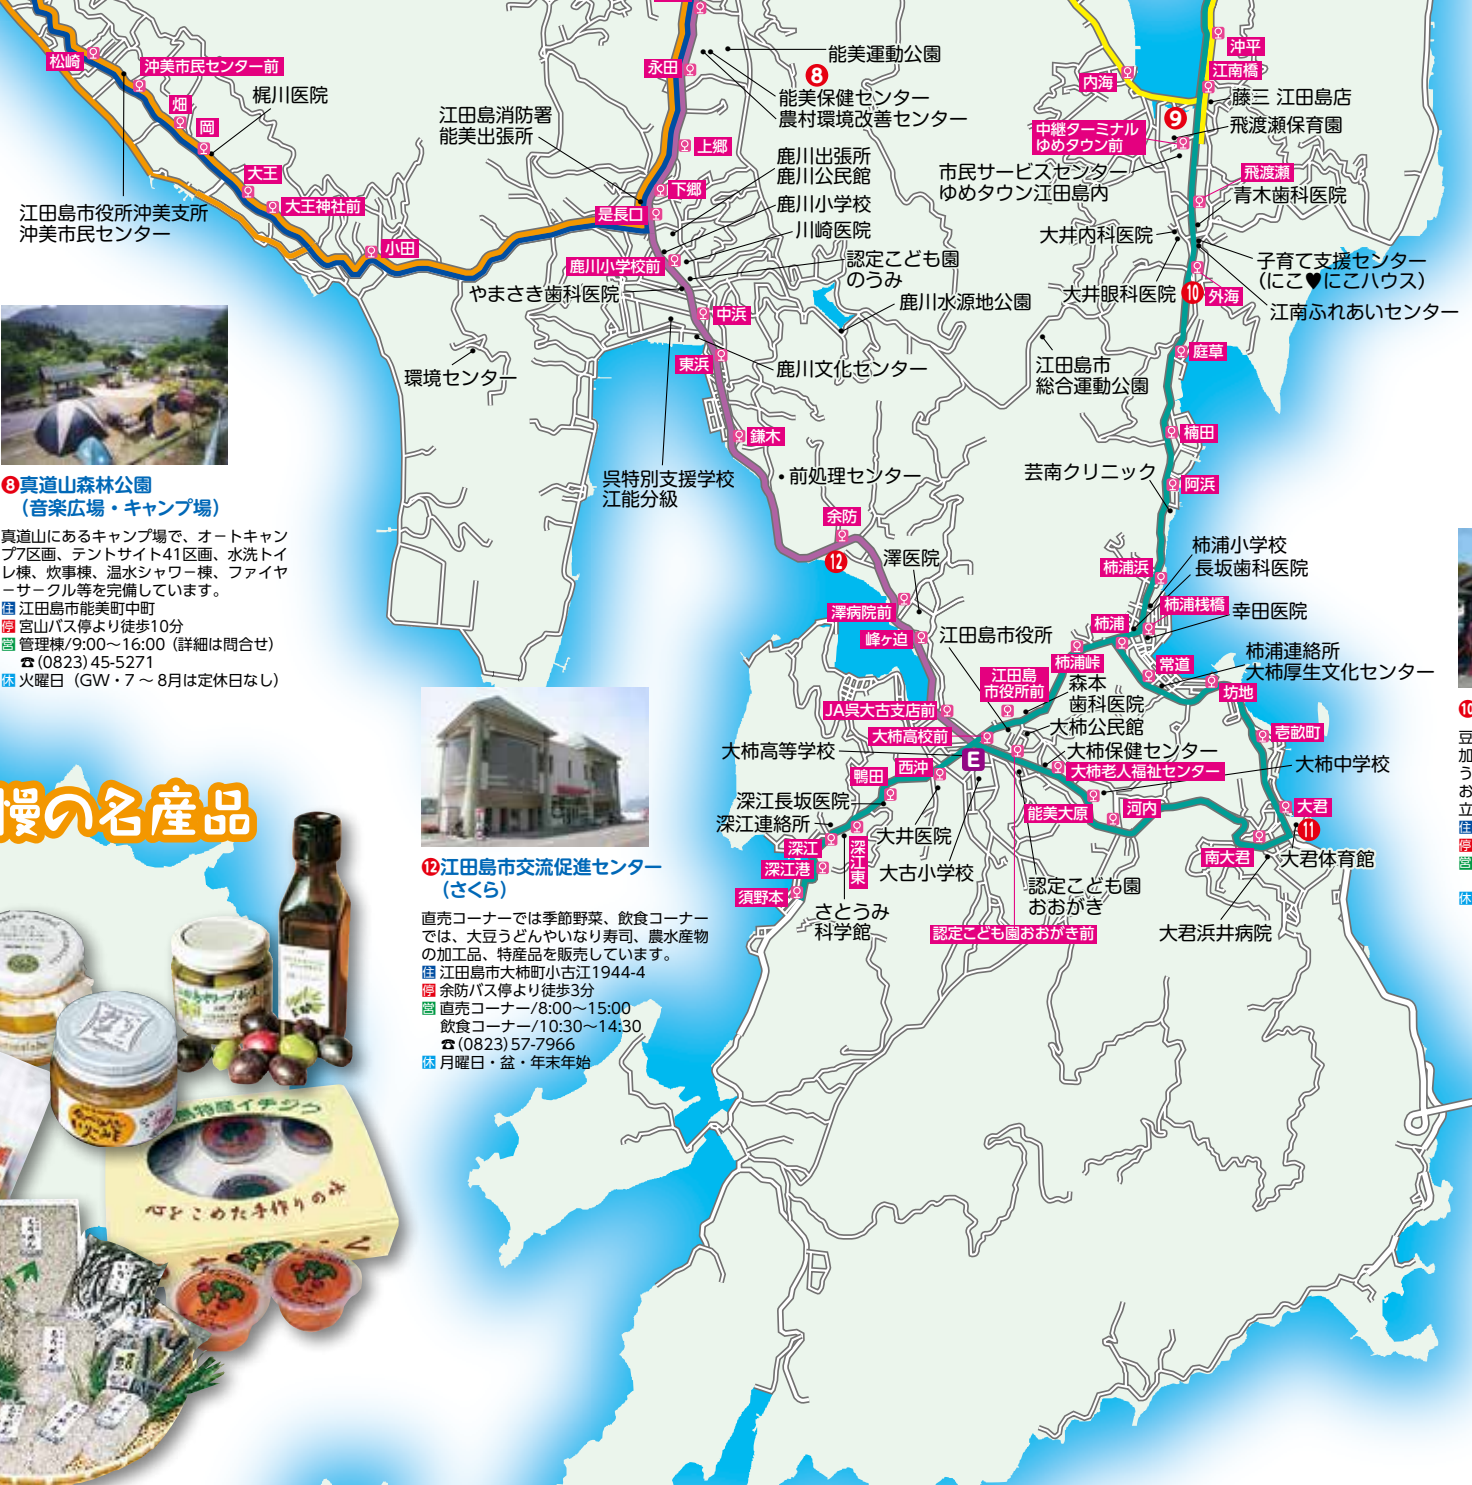 松崎
沖美市民センター前
畑
岡
梶川医院
大王
大王神社前
小田
江田島市役所沖美支所
沖美市民センター
永田
能美運動公園
8
能美保健センター
農村環境改善センター
江田島消防署
能美出張所
上郷
鹿川出張所
鹿川公民館
下郷
鹿川小学校
是長口
川崎医院
鹿川小学校前
認定こども園
のうみ
やまさき歯科医院
鹿川水源地公園
中浜
東浜
鹿川文化センター
環境センター
鎌木
呉特別支援学校
江能分級
前処理センター
余防
12
澤医院
澤病院前
峰ヶ迫
沖平
江南橋
内海
藤三 江田島店
9
飛渡瀬保育園
中継ターミナル
ゆめタウン前
市民サービスセンター
ゆめタウン江田島内
飛渡瀬
青木歯科医院
大井内科医院
子育て支援センター
(にこ♥にこハウス)
大井眼科医院
10
外海
江南ふれあいセンター
庭草
江田島市
総合運動公園
楠田
芸南クリニック
阿浜
柿浦小学校
長坂歯科医院
柿浦浜
柿浦桟橋
幸田医院
柿浦
江田島市役所
柿浦峠
柿浦連絡所
大柿厚生文化センター
常道
江田島
市役所前
森本
歯科医院
坊地
JA呉大古支店前
大柿公民館
大柿高校前
壱畝町
大柿高等学校
E
大柿保健センター
大柿中学校
大柿老人福祉センター
西沖
鴨田
深江長坂医院
能美大原
河内
大君
深江連絡所
大井医院
11
深江
深江東
南大君
大君体育館
深江港
大古小学校
認定こども園
おおがき
須野本
さとうみ
科学館
認定こども園おおがき前
大君浜井病院
8真道山森林公園
(音楽広場・キャンプ場)
真道山にあるキャンプ場で、オートキャン
プ7区画、テントサイト41区画、水洗トイ
レ棟、炊事棟、温水シャワー棟、ファイヤ
ーサークル等を完備しています。
住 江田島市能美町中町
停 宮山バス停より徒歩10分
営 管理棟/9:00〜16:00（詳細は問合せ）
☎(0823)45-5271
休 火曜日（GW・7 〜 8月は定休日なし）
12江田島市交流促進センター
(さくら)
直売コーナーでは季節野菜、飲食コーナー
では、大豆うどんやいなり寿司、農水産物
の加工品、特産品を販売しています。
住 江田島市大柿町小古江1944-4
停 余防バス停より徒歩3分
営 直売コーナー/8:00〜15:00
飲食コーナー/10:30〜14:30
☎(0823)57-7966
休 月曜日・盆・年末年始
慢の名産品
島特産イチジク
心をこめた手作りの味
10
豆
加
う
お
立
住
停
営
休